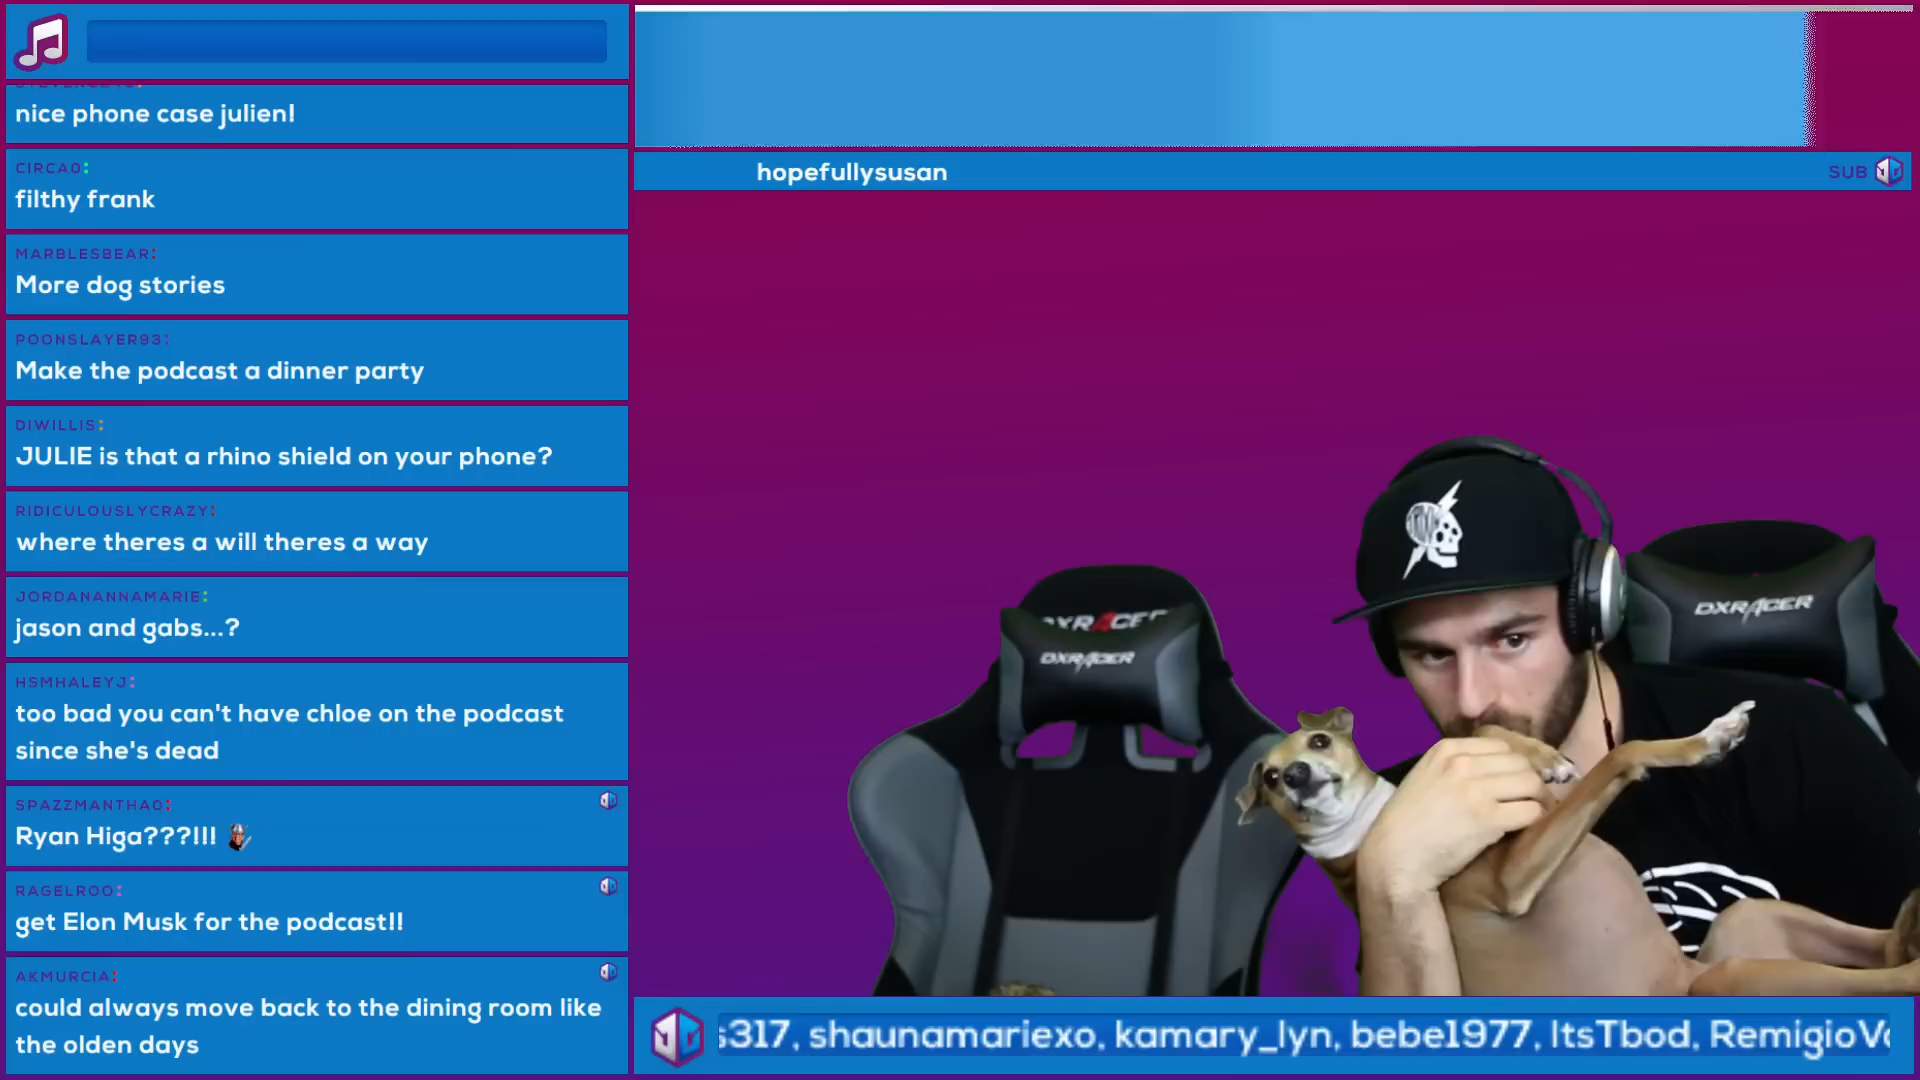 nice phone case julien!
CIRCAO:
filthy frank
MARBLESBEAR:
More dog stories
POONSLAYER93:
Make the podcast a dinner party
DIWILLIS:
JULIE is that a rhino shield on your phone?
RIDICULOUSLYCRAZY:
where theres a will theres a way
JORDANANNAMARIE:
jason and gabs...?
HSMHALEYJ:
too bad you can't have chloe on the podcast
since she's dead
SPAZZMANTHAO:
Ryan Higa???!!!
RAGELROO:
get Elon Musk for the podcast!!
AKMURCIA:
could always move back to the dining room like
the olden days
hopefullysusan
SUB
DXRACER
DXRACER
s317, shaunamariexo, kamary_lyn, bebe1977, ItsTbod, RemigioV